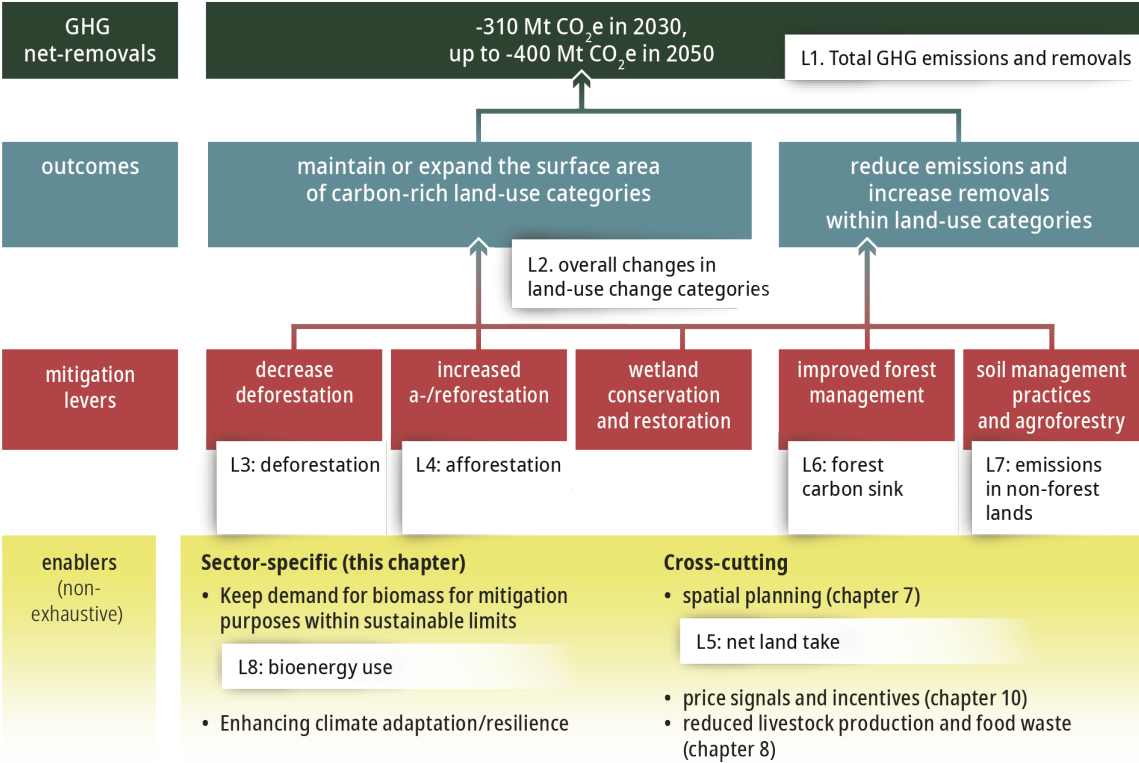 GHG
net-removals
-310 Mt CO₂e in 2030,
up to -400 Mt CO₂e in 2050
L1. Total GHG emissions and removals
outcomes
maintain or expand the surface area
of carbon-rich land-use categories
reduce emissions and
increase removals
within land-use categories
L2. overall changes in
land-use change categories
mitigation
levers
decrease
deforestation
increased
a-/reforestation
wetland
conservation
and restoration
improved forest
management
soil management
practices
and agroforestry
L3: deforestation
L4: afforestation
L6: forest
carbon sink
L7: emissions
in non-forest
lands
enablers
(non-
exhaustive)
Sector-specific (this chapter)
• Keep demand for biomass for mitigation
purposes within sustainable limits
L8: bioenergy use
• Enhancing climate adaptation/resilience
Cross-cutting
• spatial planning (chapter 7)
L5: net land take
• price signals and incentives (chapter 10)
• reduced livestock production and food waste
(chapter 8)